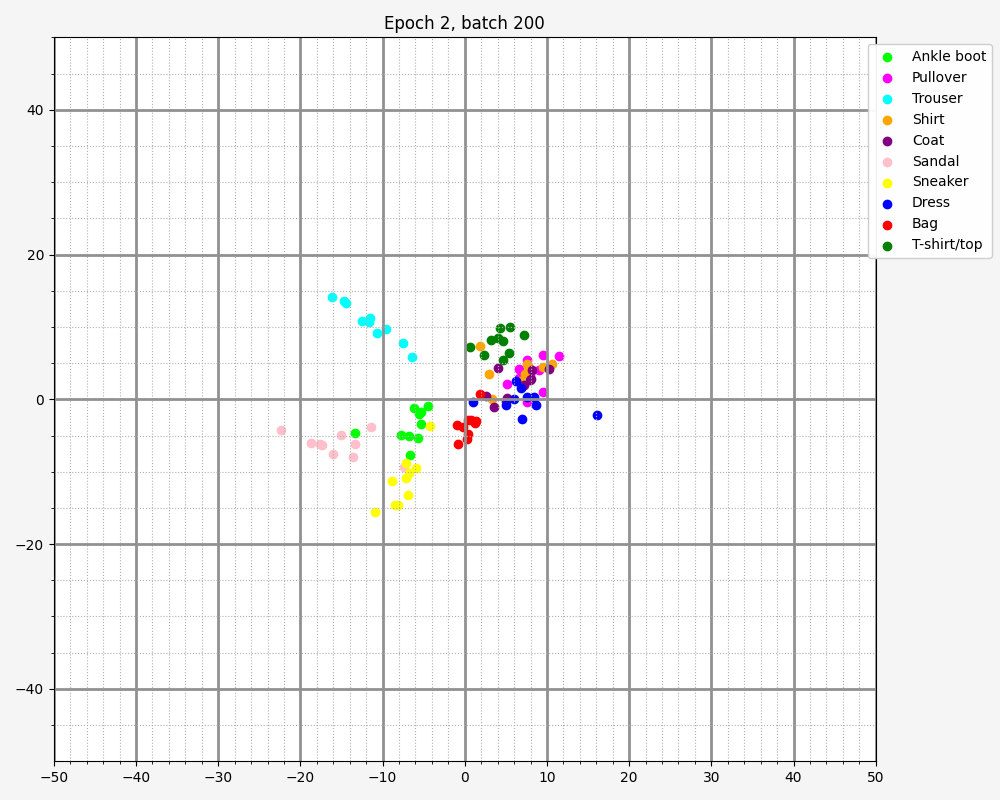 Epoch 2, batch 200
Ankle boot
Pullover
Trouser
Shirt
Coat
Sandal
Sneaker
Dress
Bag
T-shirt/top
40
20
0
−20
−40
−50
−40
−30
−20
−10
0
10
20
30
40
50